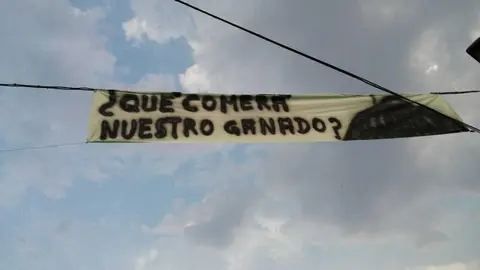 ¿QUE COMERA
NUESTRO GANADO?